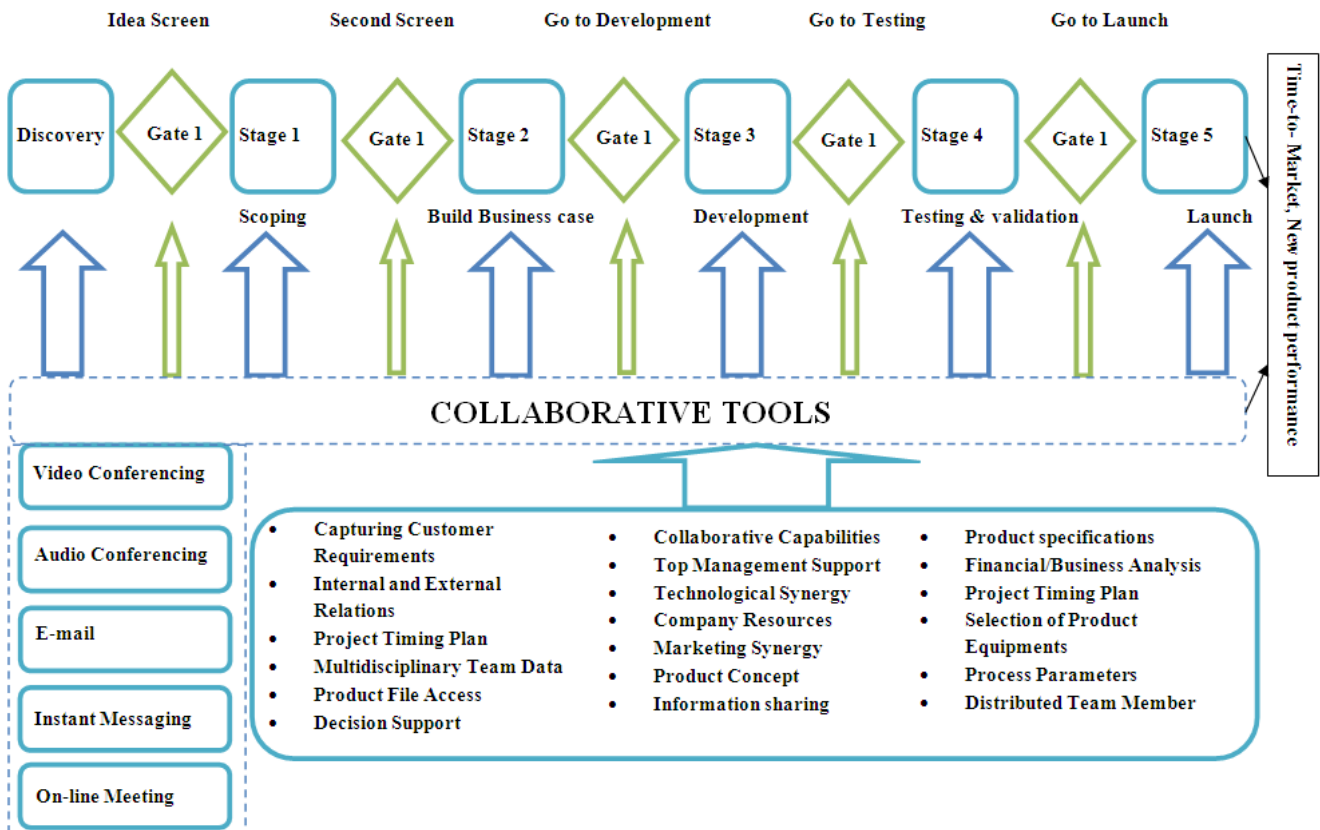 Idea Screen
Second Screen
Go to Development
Go to Testing
Go to Launch
Discovery
Gate 1
Stage 1
Gate 1
Stage 2
Gate 1
Stage 3
Gate 1
Stage 4
Gate 1
Stage 5
Scoping
Build Business case
Development
Testing & validation
Launch
Time-to- Market, New product performance
COLLABORATIVE TOOLS
Video Conferencing
Audio Conferencing
E-mail
Instant Messaging
On-line Meeting
• Capturing Customer
Requirements
• Internal and External
Relations
• Project Timing Plan
• Multidisciplinary Team Data
• Product File Access
• Decision Support
• Collaborative Capabilities
• Top Management Support
• Technological Synergy
• Company Resources
• Marketing Synergy
• Product Concept
• Information sharing
• Product specifications
• Financial/Business Analysis
• Project Timing Plan
• Selection of Product
Equipments
• Process Parameters
• Distributed Team Member